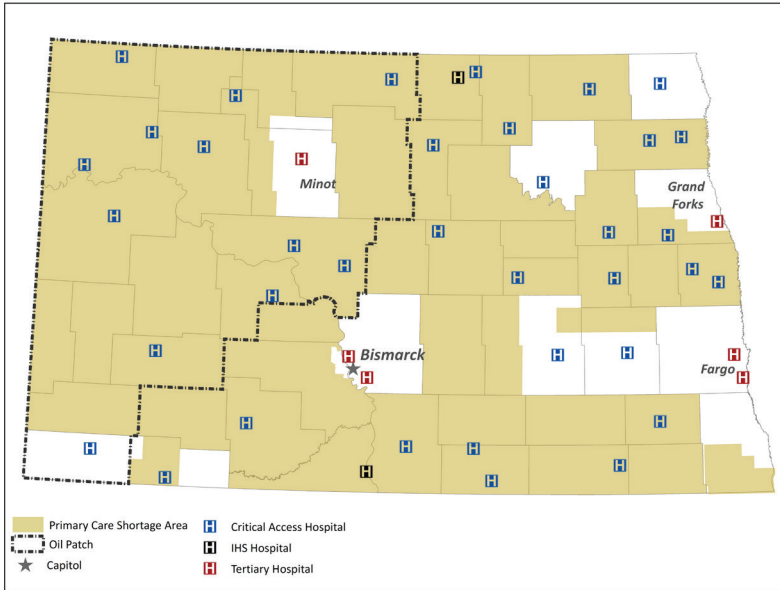 Minot
Grand
Forks
Bismarck
Fargo
Primary Care Shortage Area
Oil Patch
Capitol
Critical Access Hospital
IHS Hospital
Tertiary Hospital